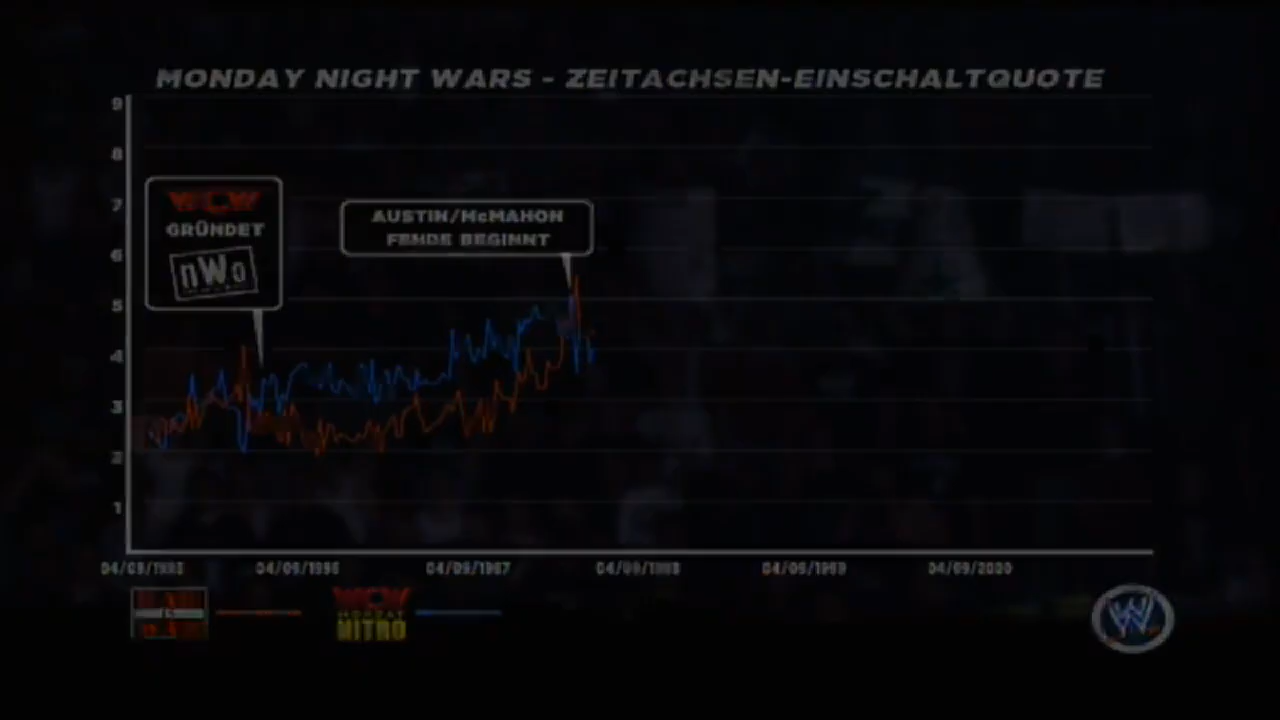 MONDAY NIGHT WARS - ZEITACHSEN-EINSCHALTQUOTE
9
8
7
6
5
4
3
2
1
WCW
GRÜNDET
nWo
AUSTIN/McMAHON
FEHDE BEGINNT
04/09/1995
04/09/1996
04/09/1997
04/09/1998
04/09/1999
04/09/2000
WCW
MONDAY
NITRO
W